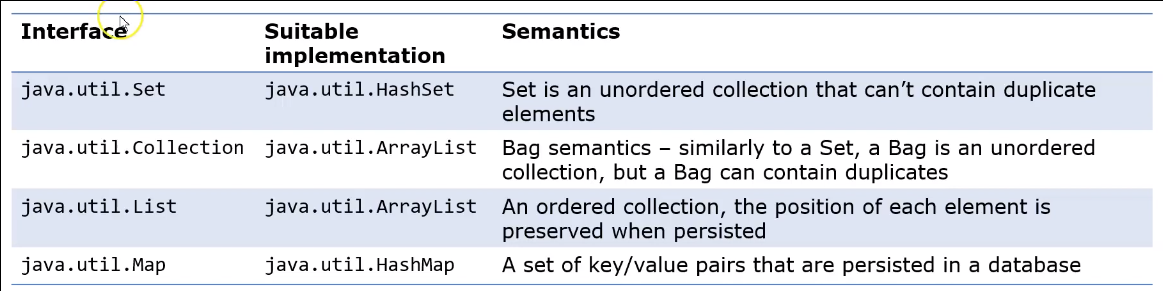 Interface Suitable implementation Semantics
java.util.Set java.util.HashSet Set is an unordered collection that can’t contain duplicate
elements
java.util.Collection java.util.ArrayList Bag semantics – similarly to a Set, a Bag is an unordered
collection, but a Bag can contain duplicates
java.util.List java.util.ArrayList An ordered collection, the position of each element is
preserved when persisted
java.util.Map java.util.HashMap A set of key/value pairs that are persisted in a database